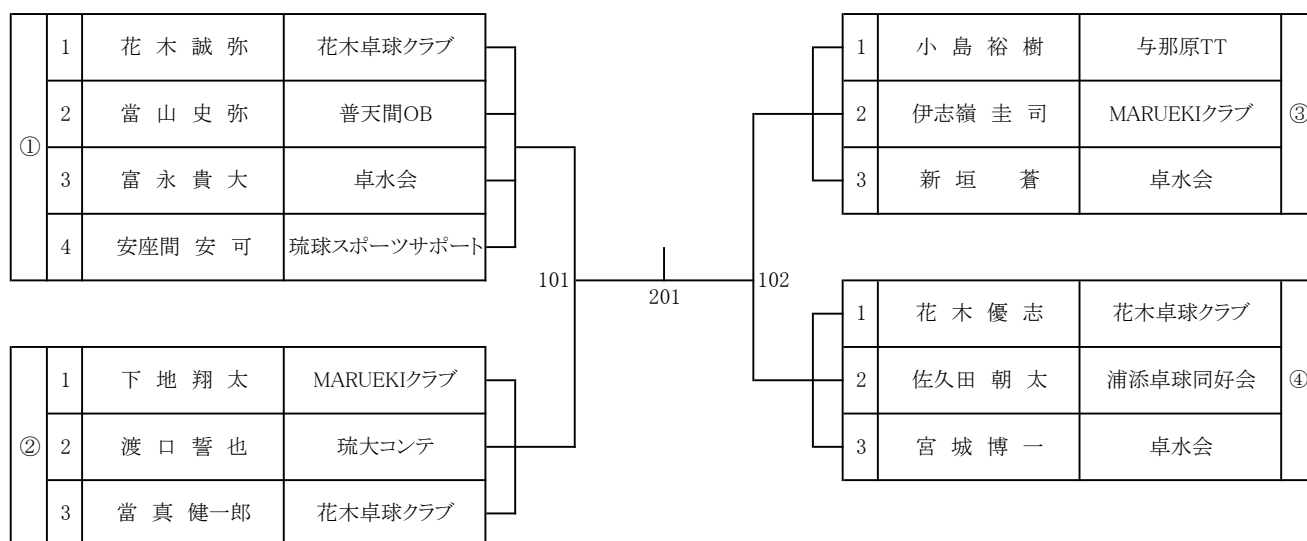 ①
1 花 木 誠 弥 花木卓球クラブ
2 當 山 史 弥 普天間OB
3 富 永 貴 大 卓水会
4 安座間 安 可 琉球スポーツサポート
②
1 下 地 翔 太 MARUEKIクラブ
2 渡 口 誓 也 琉大コンテ
3 當 真 健一郎 花木卓球クラブ
101
201
102
③
1 小 島 裕 樹 与那原TT
2 伊志嶺 圭 司 MARUEKIクラブ
3 新 垣 蒼 卓水会
④
1 花 木 優 志 花木卓球クラブ
2 佐久田 朝 太 浦添卓球同好会
3 宮 城 博 一 卓水会